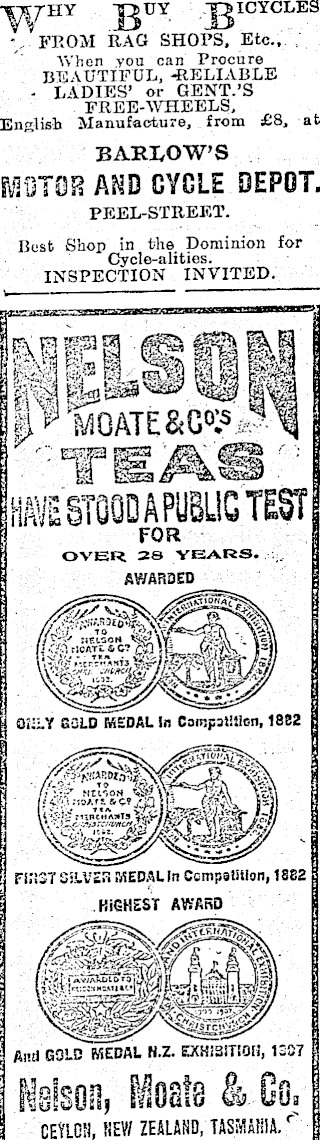 WHY BUY BICYCLES
FROM RAG SHOPS, Etc.,
When you can Procure
BEAUTIFUL, RELIABLE
LADIES' or GENT.'S
FREE-WHEELS,
English Manufacture, from £8, at
BARLOW'S
MOTOR AND CYCLE DEPOT.
PEEL-STREET.
Best Shop in the Dominion for
Cycle-alities.
INSPECTION INVITED.
NELSON
MOATE & CO'S
TEAS
HAVE STOOD A PUBLIC TEST
FOR
OVER 28 YEARS.
AWARDED
AWARDED
TO
NELSON
MOATE & CO
TEA
MERCHANTS
CHRISTCHURCH
1882.
INTERNATIONAL EXHIBITION 1882
ONLY GOLD MEDAL In Competition, 1882
AWARDED
TO
NELSON
MOATE & CO
TEA
MERCHANTS
CHRISTCHURCH
1882.
INTERNATIONAL EXHIBITION 1882
FIRST SILVER MEDAL In Competition, 1882
HIGHEST AWARD
AWARDED TO
INTERNATIONAL EXHIBITION
CHRISTCHURCH
And GOLD MEDAL N.Z. EXHIBITION, 1907
Nelson, Moate & Co.
CEYLON, NEW ZEALAND, TASMANIA.